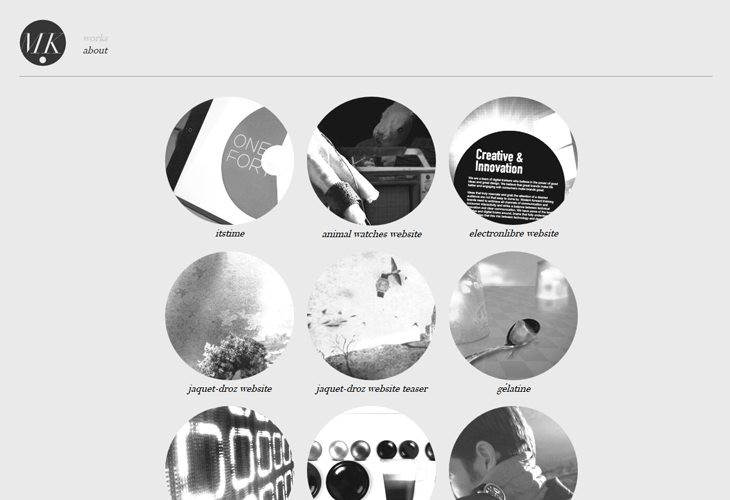 MK
works
about
ONE
FOR
Creative &
Innovation
itstime
animal watches website
electronlibre website
jaquet-droz website
jaquet-droz website teaser
gélatine